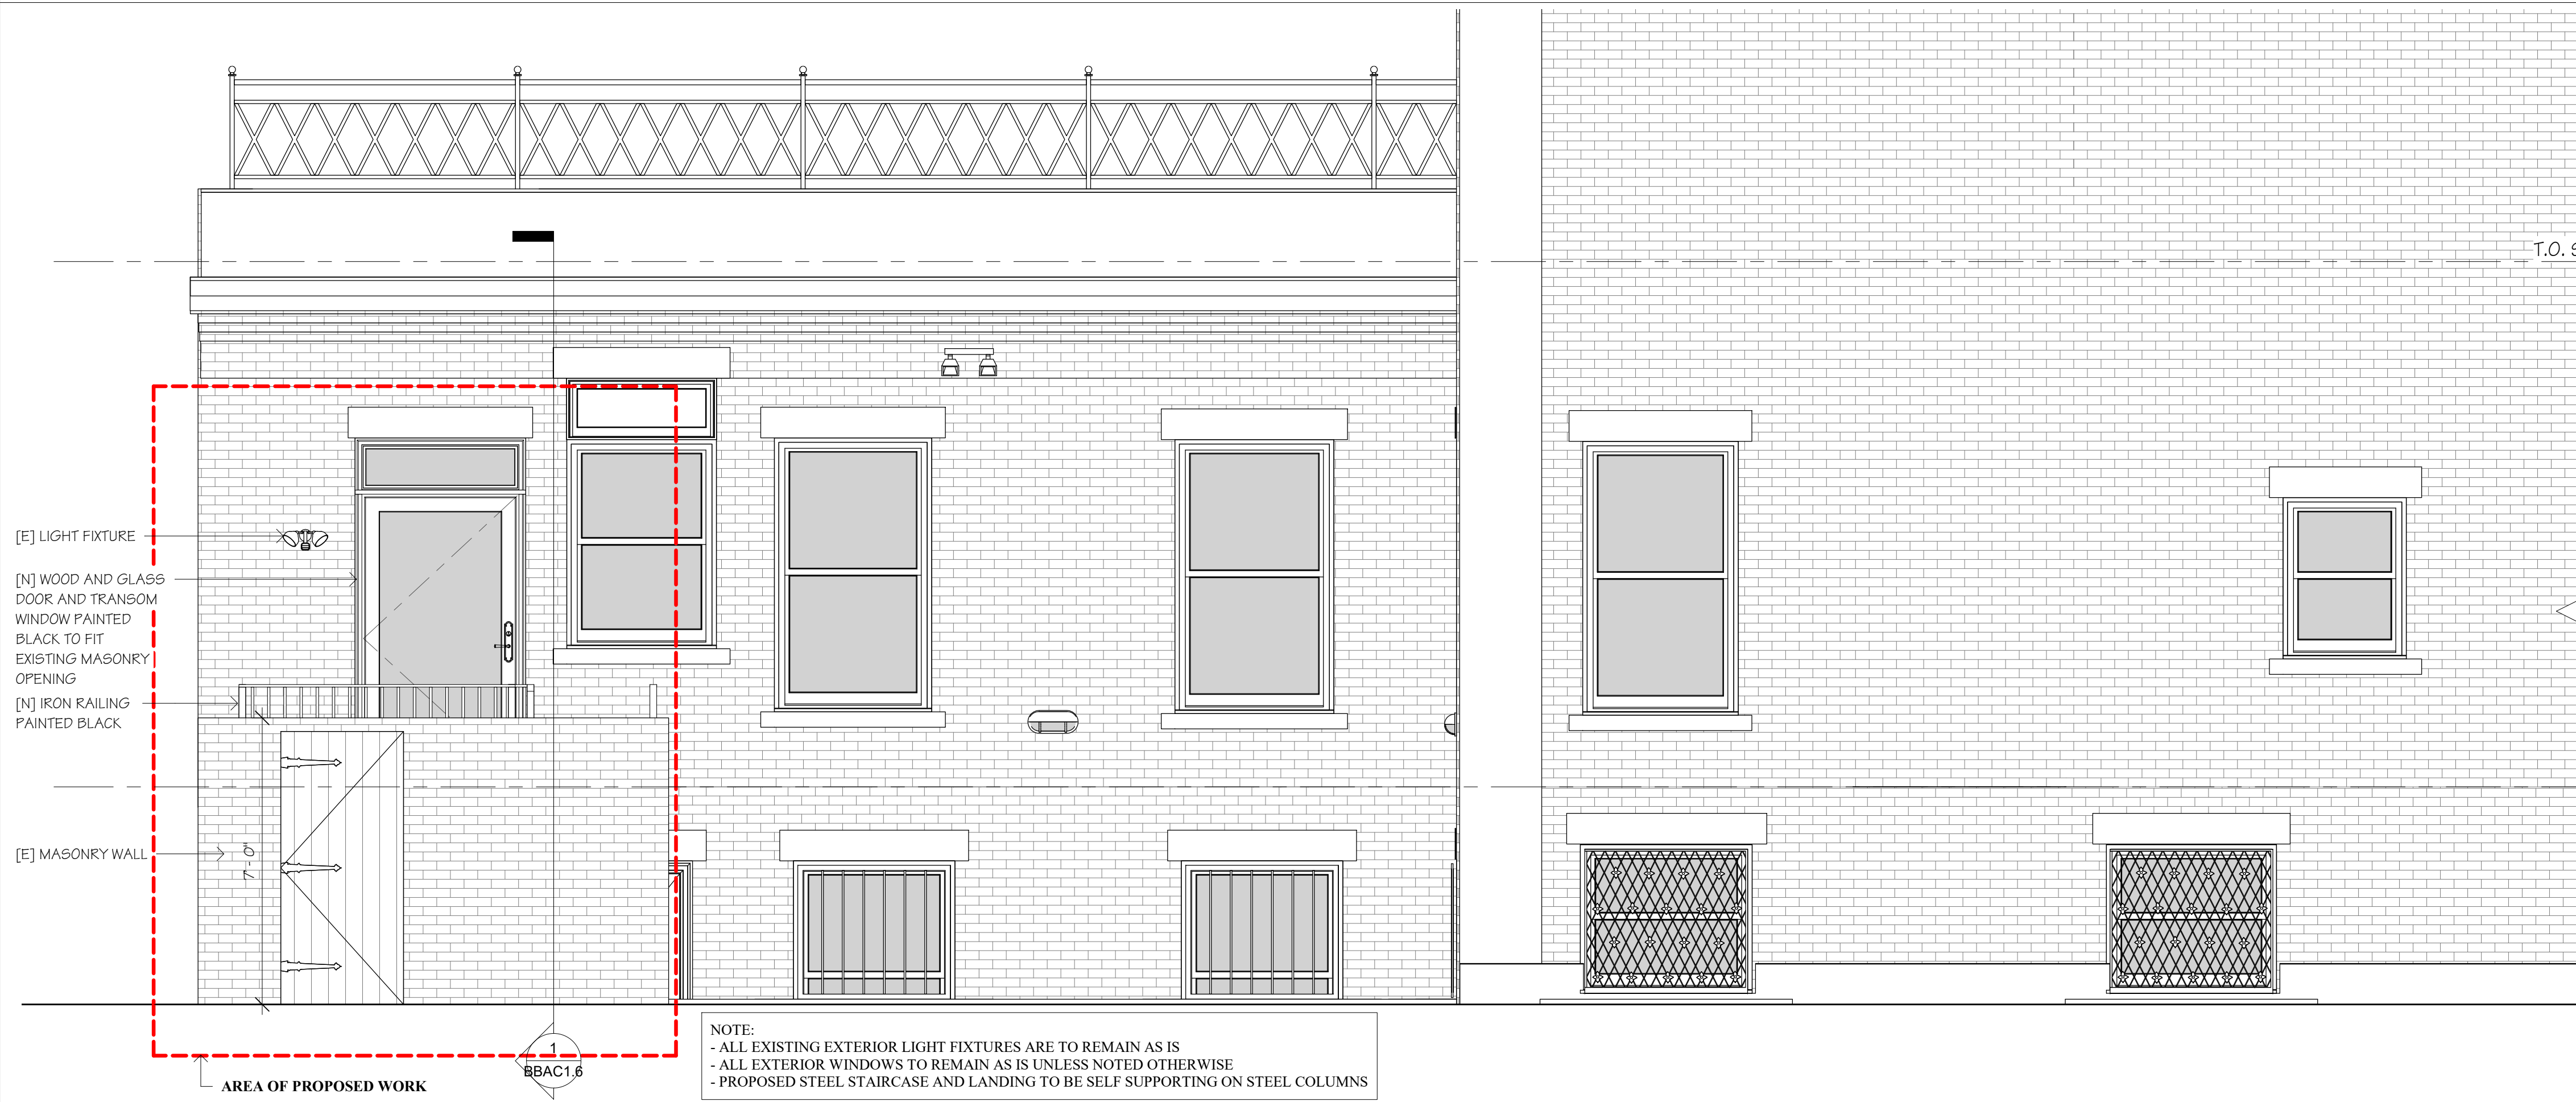 T.O. S
[E] LIGHT FIXTURE
[N] WOOD AND GLASS
DOOR AND TRANSOM
WINDOW PAINTED
BLACK TO FIT
EXISTING MASONRY
OPENING
[N] IRON RAILING
PAINTED BLACK
[E] MASONRY WALL
7' - 0"
AREA OF PROPOSED WORK
1
BBAC1.6
NOTE:
- ALL EXISTING EXTERIOR LIGHT FIXTURES ARE TO REMAIN AS IS
- ALL EXTERIOR WINDOWS TO REMAIN AS IS UNLESS NOTED OTHERWISE
- PROPOSED STEEL STAIRCASE AND LANDING TO BE SELF SUPPORTING ON STEEL COLUMNS